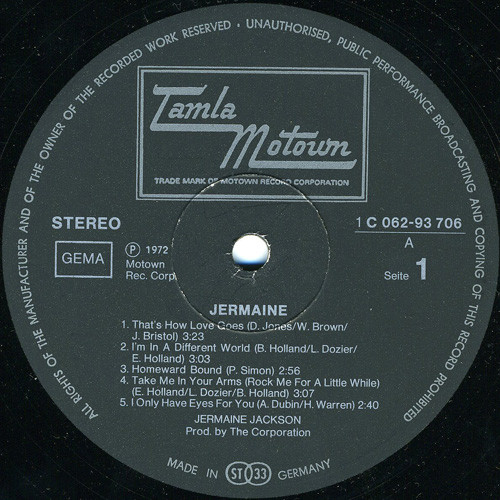 ALL RIGHTS OF THE MANUFACTURER AND OF THE OWNER OF THE RECORDED WORK RESERVED · UNAUTHORISED, PUBLIC PERFORMANCE BROADCASTING AND COPYING OF THIS RECORD PROHIBITED
Tamla
Motown
TRADE MARK OF MOTOWN RECORD CORPORATION
STEREO
1 C 062-93 706
A
GEMA
Ⓟ 1972
Motown
Rec. Corp.
Seite 1
JERMAINE
1. That's How Love Goes (D. Jones/W. Brown/
J. Bristol) 3:23
2. I'm In A Different World (B. Holland/L. Dozier/
E. Holland) 3:03
3. Homeward Bound (P. Simon) 2:56
4. Take Me In Your Arms (Rock Me For A Little While)
(E. Holland/L. Dozier/B. Holland) 3:07
5. I Only Have Eyes For You (A. Dubin/H. Warren) 2:40
JERMAINE JACKSON
Prod. by The Corporation
MADE IN ST 33 GERMANY